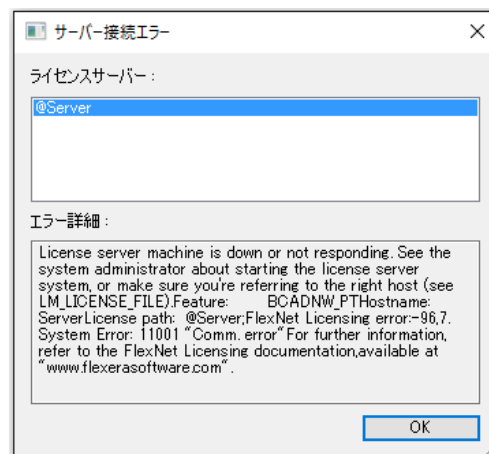 サーバー接続エラー
ライセンスサーバー：
@Server
エラー詳細：
License server machine is down or not responding. See the
system administrator about starting the license server
system, or make sure you're referring to the right host (see
LM_LICENSE_FILE).Feature: BCADNW_PTHostname:
ServerLicense path: @Server;FlexNet Licensing error:-96,7.
System Error: 11001 "Comm. error"For further information,
refer to the FlexNet Licensing documentation,available at
"www.flexerasoftware.com".
OK